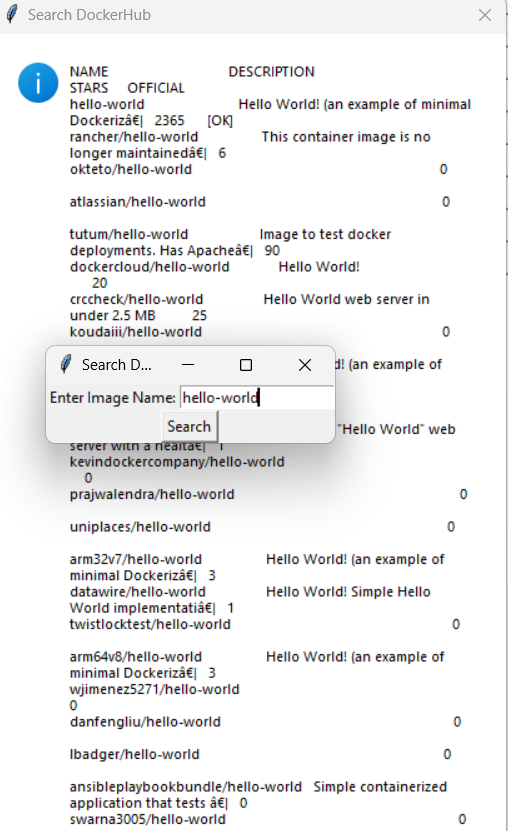 Search DockerHub
NAME DESCRIPTION
STARS OFFICIAL
hello-world Hello World! (an example of minimal
Dockerizâ€¦ 2365 [OK]
rancher/hello-world This container image is no
longer maintainedâ€¦ 6
okteto/hello-world 0
atlassian/hello-world 0
tutum/hello-world Image to test docker
deployments. Has Apacheâ€¦ 90
dockercloud/hello-world Hello World!
20
crccheck/hello-world Hello World web server in
under 2.5 MB 25
koudaiii/hello-world 0
Search D...
d! (an example of
Enter Image Name: hello-world
Search
"Hello World" web
server with a healtâ€¦ 1
kevindockercompany/hello-world
0
prajwalendra/hello-world 0
uniplaces/hello-world 0
arm32v7/hello-world Hello World! (an example of
minimal Dockerizâ€¦ 3
datawire/hello-world Hello World! Simple Hello
World implementatiâ€¦ 1
twistlocktest/hello-world 0
arm64v8/hello-world Hello World! (an example of
minimal Dockerizâ€¦ 3
wjimenez5271/hello-world
0
danfengliu/hello-world 0
lbadger/hello-world 0
ansibleplaybookbundle/hello-world Simple containerized
application that tests â€¦ 0
swarna3005/hello-world 0